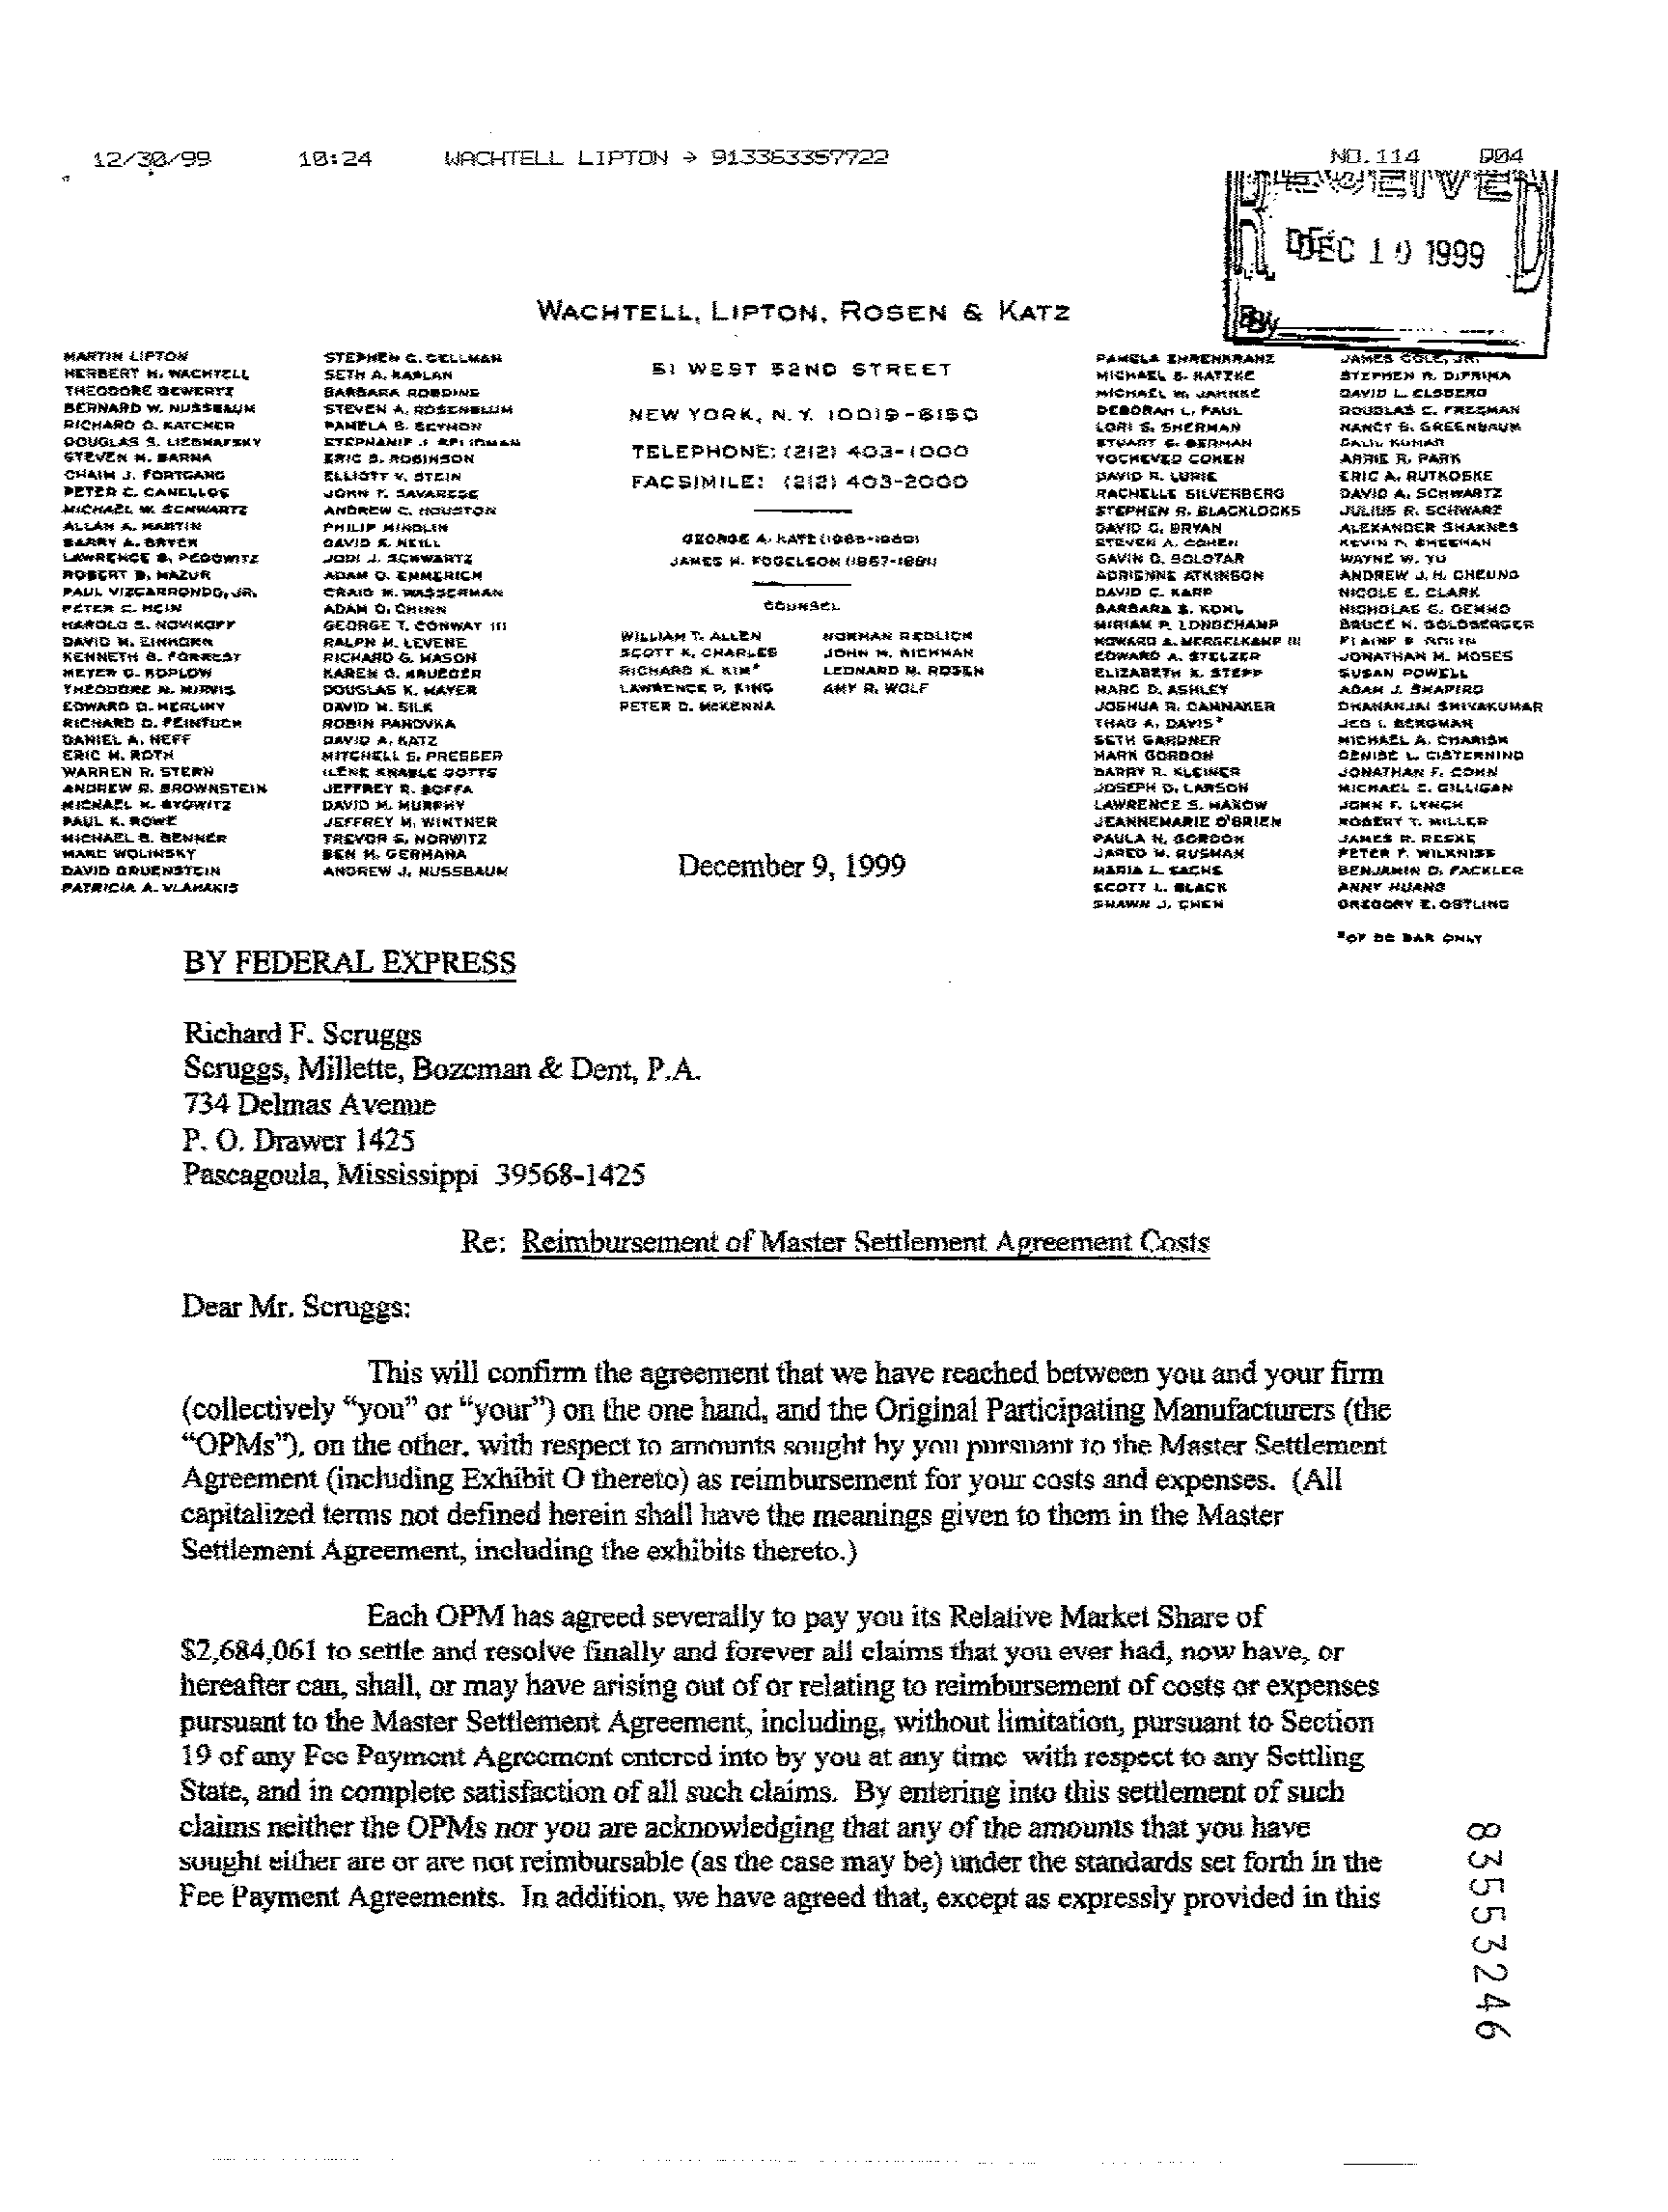 12/30/99 10:24 WACHTELL LIPTON → 913363357722 NO.114 004
RECEIVED
DEC 10 1999
By
WACHTELL, LIPTON, ROSEN & KATZ
MARTIN LIPTON
HERBERT M. WACHTELL
THEODORE GEWERTZ
BERNARD W. NUSSBAUM
RICHARD D. KATCHER
DOUGLAS S. LIEBHAFSKY
STEVEN M. BARNA
CHAIM J. FORTGANG
PETER C. CANELLOS
MICHAEL W. SCHWARTZ
ALLAN A. MARTIN
BARRY A. BRYER
LAWRENCE B. PEDOWITZ
ROBERT B. MAZUR
PAUL VIZCARRONDO, JR.
PETER C. HEIN
HAROLD S. NOVIKOFF
DAVID M. EINHORN
KENNETH B. FORREST
MEYER G. KOPLOW
THEODORE N. MIRVIS
EDWARD D. HERLIHY
RICHARD D. FEINTUCH
DANIEL A. NEFF
ERIC M. ROTH
WARREN R. STERN
ANDREW R. BROWNSTEIN
MICHAEL H. BYOWITZ
PAUL K. ROWE
MICHAEL B. BENNER
MARC WOLINSKY
DAVID GRUENSTEIN
PATRICIA A. VLAHAKIS
STEPHEN G. GELLMAN
SETH A. KAPLAN
BARBARA ROBBINS
STEVEN A. ROSENBLUM
PAMELA S. SEYMON
STEPHANIE J. SELIGMAN
ERIC S. ROBINSON
ELLIOTT V. STEIN
JOHN F. SAVARESE
ANDREW C. HOUSTON
PHILIP MINDLIN
DAVID S. NEILL
JODI J. SCHWARTZ
ADAM O. EMMERICH
CRAIG M. WASSERMAN
ADAM D. CHINN
GEORGE T. CONWAY III
RALPH M. LEVENE
RICHARD G. MASON
KAREN G. KRUEGER
DOUGLAS K. MAYER
DAVID M. SILK
ROBIN PANOVKA
DAVID A. KATZ
MITCHELL S. PRESSER
ILENE KNABLE GOTTS
JEFFREY R. BOFFA
DAVID M. MURPHY
JEFFREY M. WINTNER
TREVOR S. NORWITZ
BEN M. GERMANA
ANDREW J. NUSSBAUM
51 WEST 52ND STREET
NEW YORK, N.Y. 10019-6150
TELEPHONE: (212) 403-1000
FACSIMILE: (212) 403-2000
GEORGE A. KATZ (1965-1989)
JAMES H. FOGELSON (1967-1991)
COUNSEL
WILLIAM T. ALLEN
SCOTT K. CHARLES
RICHARD K. KIM*
LAWRENCE P. KING
PETER D. McKENNA
NORMAN REDLICH
JOHN M. RICHMAN
LEONARD M. ROSEN
AMY R. WOLF
PAMELA EHRENKRANZ
MICHAEL S. KATZKE
MICHAEL W. JAHNKE
DEBORAH L. PAUL
LORI S. SHERMAN
STUART C. BERMAN
YOCHEVED COHEN
DAVID R. LURIE
RACHELLE SILVERBERG
STEPHEN R. BLACKLOCKS
DAVID C. BRYAN
STEVEN A. COHEN
GAVIN D. SOLOTAR
ADRIENNE ATKINSON
DAVID C. KARP
BARBARA S. KOHL
MIRIAM P. LONGCHAMP
HOWARD A. MERGELKAMP III
EDWARD A. STELZER
ELIZABETH K. STEPP
MARC D. ASHLEY
JOSHUA R. CAMMAKER
THAD A. DAVIS*
SETH GARDNER
MARK GORDON
BARRY R. KLEINER
JOSEPH D. LARSON
LAWRENCE S. MAKOW
JEANNEMARIE O'BRIEN
PAULA N. GORDON
JARED M. RUSMAN
MARIA L. SACHS
SCOTT L. BLACK
SHAWN J. CHEN
JAMES COLE, JR.
STEPHEN R. DiPRIMA
DAVID L. ELSBERG
DOUGLAS C. FREEMAN
NANCY B. GREENBAUM
KUMAR
ANNIE R. PARK
ERIC A. RUTKOSKE
DAVID A. SCHWARTZ
JULIUS R. SCHWARZ
ALEXANDER SHAKNES
KEVIN P. SHEEHAN
WAYNE W. YU
ANDREW J.H. CHEUNG
NICOLE E. CLARK
NICHOLAS G. DEMMO
BRUCE N. GOLDBERGER
JONATHAN M. MOSES
SUSAN POWELL
ADAM J. SHAPIRO
DHANANJAI SHIVAKUMAR
JED I. BERGMAN
MICHAEL A. CHARISH
DENISE L. CISTERNINO
JONATHAN F. COHN
MICHAEL C. GILLIGAN
JOHN F. LYNCH
ROBERT T. MILLER
JAMES R. RESKE
PETER P. WILKNISS
BENJAMIN D. FACKLER
ANNY HUANG
GREGORY E. OSTLING
*OF DC BAR ONLY
December 9, 1999
BY FEDERAL EXPRESS
Richard F. Scruggs
Scruggs, Millette, Bozeman & Dent, P.A.
734 Delmas Avenue
P. O. Drawer 1425
Pascagoula, Mississippi 39568-1425
Re: Reimbursement of Master Settlement Agreement Costs
Dear Mr. Scruggs:
This will confirm the agreement that we have reached between you and your firm
(collectively “you” or “your”) on the one hand, and the Original Participating Manufacturers (the
“OPMs”), on the other, with respect to amounts sought by you pursuant to the Master Settlement
Agreement (including Exhibit O thereto) as reimbursement for your costs and expenses. (All
capitalized terms not defined herein shall have the meanings given to them in the Master
Settlement Agreement, including the exhibits thereto.)
Each OPM has agreed severally to pay you its Relative Market Share of
$2,684,061 to settle and resolve finally and forever all claims that you ever had, now have, or
hereafter can, shall, or may have arising out of or relating to reimbursement of costs or expenses
pursuant to the Master Settlement Agreement, including, without limitation, pursuant to Section
19 of any Fee Payment Agreement entered into by you at any time with respect to any Settling
State, and in complete satisfaction of all such claims. By entering into this settlement of such
claims neither the OPMs nor you are acknowledging that any of the amounts that you have
sought either are or are not reimbursable (as the case may be) under the standards set forth in the
Fee Payment Agreements. In addition, we have agreed that, except as expressly provided in this
83553246